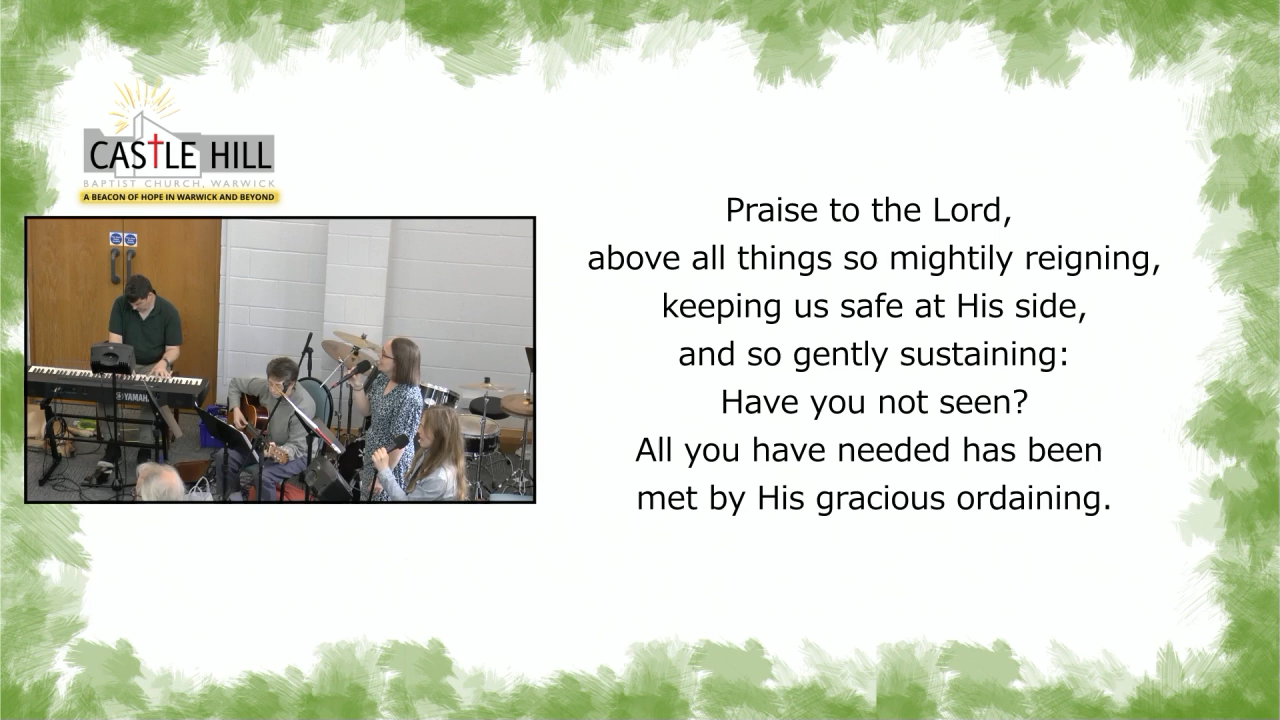 CASTLE HILL
BAPTIST CHURCH, WARWICK
A BEACON OF HOPE IN WARWICK AND BEYOND
YAMAHA
Praise to the Lord,
above all things so mightily reigning,
keeping us safe at His side,
and so gently sustaining:
Have you not seen?
All you have needed has been
met by His gracious ordaining.